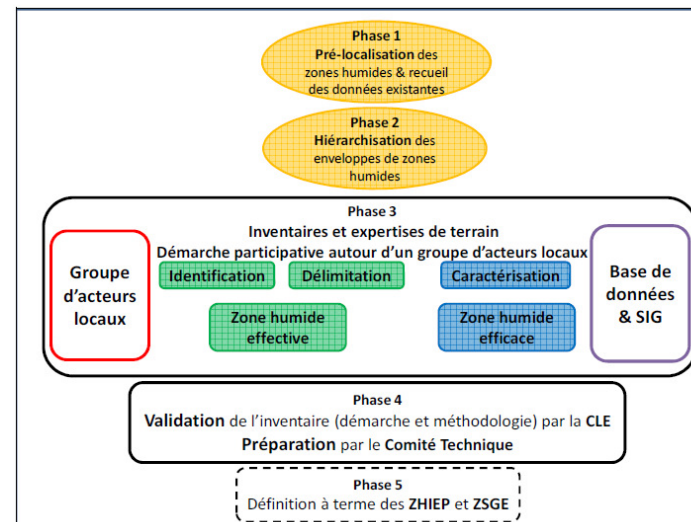 Phase 1
Pré-localisation des
zones humides & recueil
des données existantes
Phase 2
Hiérarchisation des
enveloppes de zones
humides
Phase 3
Inventaires et expertises de terrain
Démarche participative autour d'un groupe d'acteurs locaux
Groupe
d'acteurs
locaux
Identification
Délimitation
Caractérisation
Zone humide
effective
Zone humide
efficace
Base de
données
& SIG
Phase 4
Validation de l'inventaire (démarche et méthodologie) par la CLE
Préparation par le Comité Technique
Phase 5
Définition à terme des ZHIEP et ZSGE